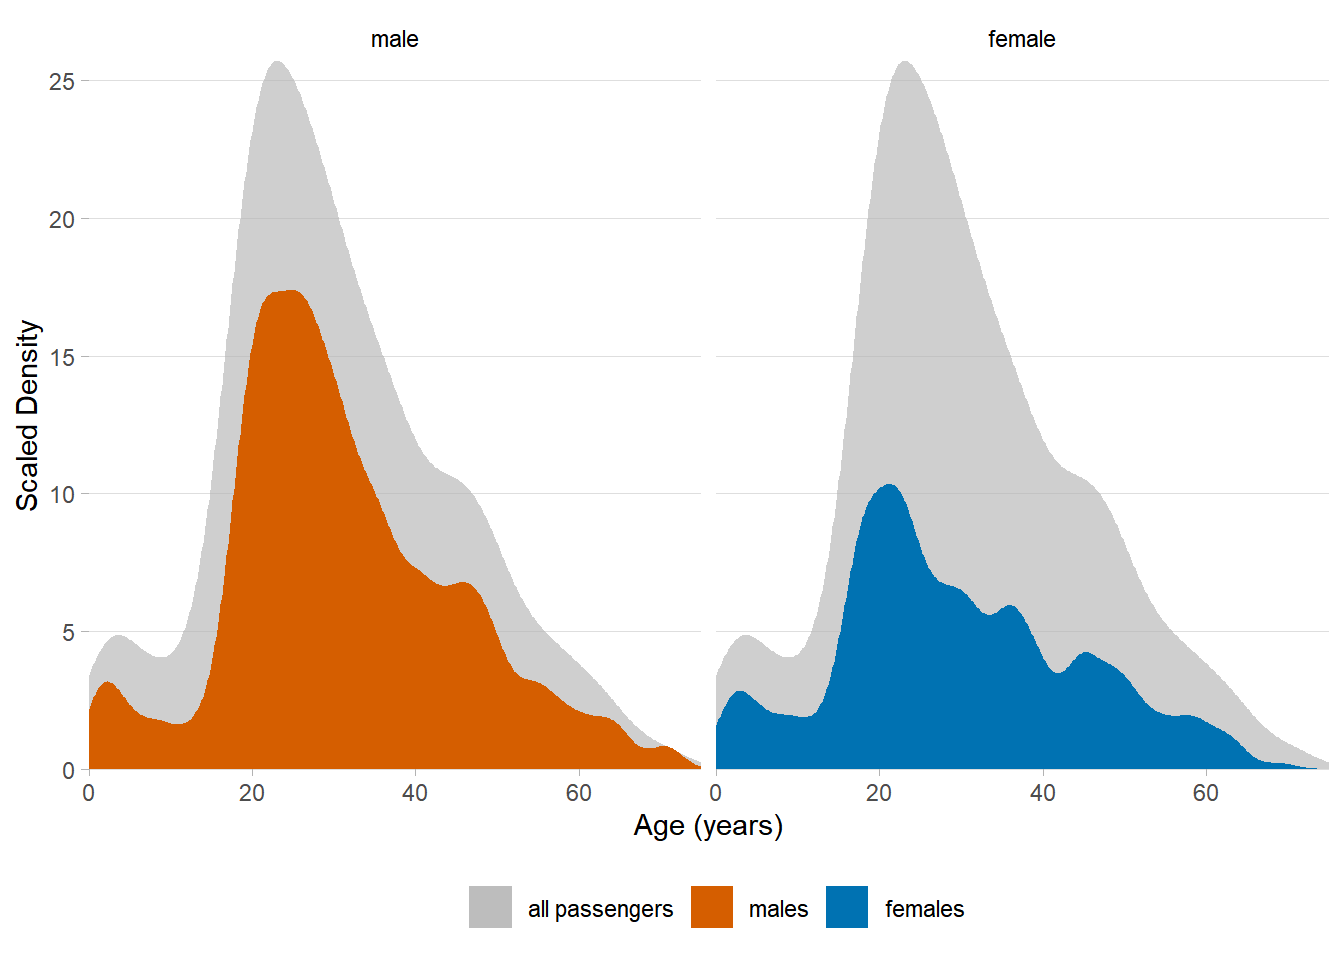 male female
25
20
15
10
5
0
Scaled Density
0 20 40 60 0 20 40 60
Age (years)
all passengers males females